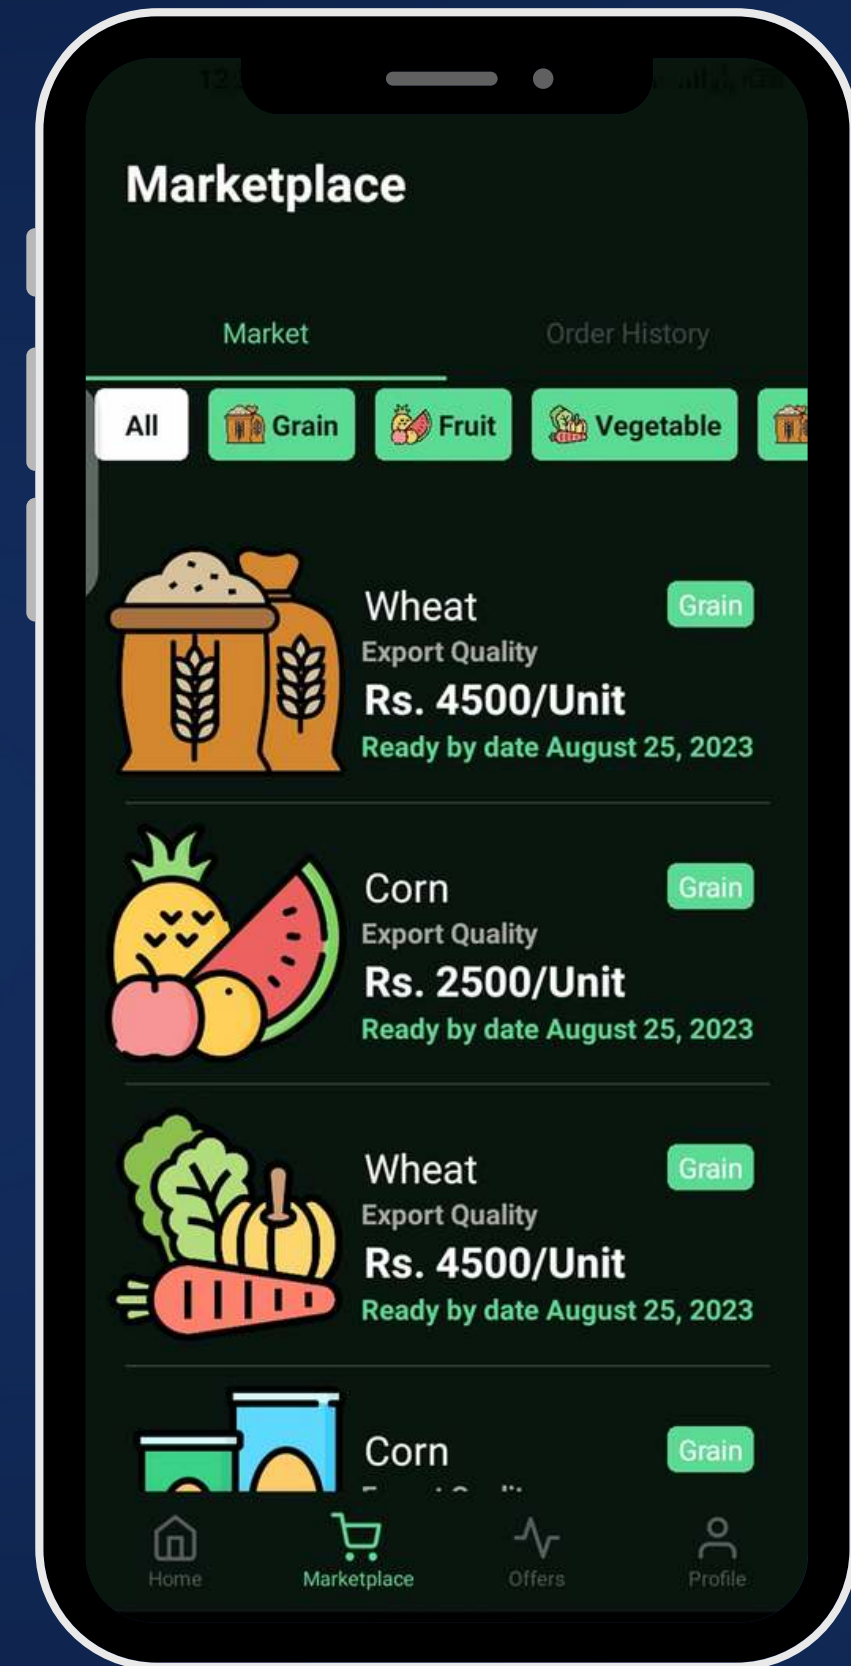 Marketplace
Market
Order History
All
Grain
Fruit
Vegetable
Wheat
Grain
Export Quality
Rs. 4500/Unit
Ready by date August 25, 2023
Corn
Grain
Export Quality
Rs. 2500/Unit
Ready by date August 25, 2023
Wheat
Grain
Export Quality
Rs. 4500/Unit
Ready by date August 25, 2023
Corn
Grain
Home
Marketplace
Offers
Profile